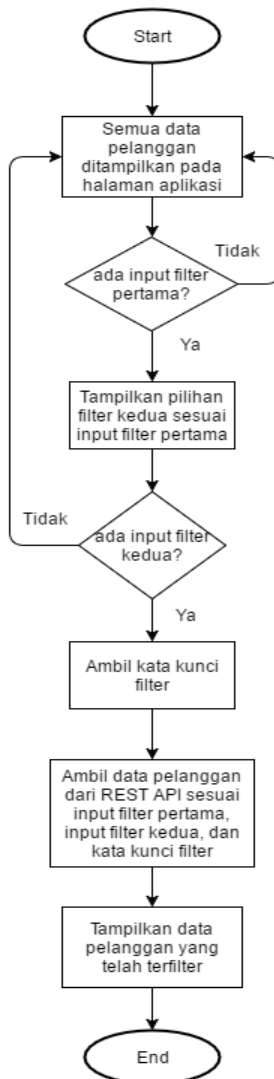 Start
Semua data
pelanggan
ditampilkan pada
halaman aplikasi
Tidak
ada input filter
pertama?
Ya
Tampilkan pilihan
filter kedua sesuai
input filter pertama
Tidak
ada input filter
kedua?
Ya
Ambil kata kunci
filter
Ambil data pelanggan
dari REST API sesuai
input filter pertama,
input filter kedua, dan
kata kunci filter
Tampilkan data
pelanggan yang
telah terfilter
End